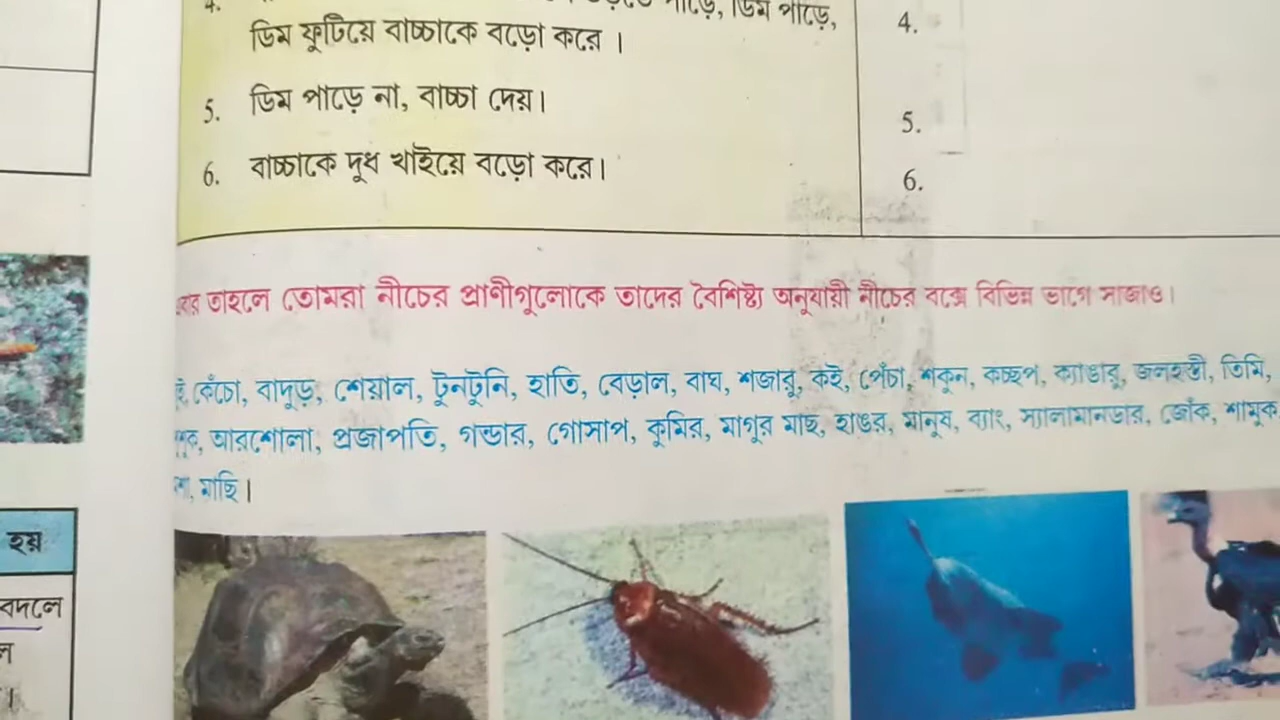 4. পাড়ে, ডিম পাড়ে,
4.
ডিম ফুটিয়ে বাচ্চাকে বড়ো করে।
5. ডিম পাড়ে না, বাচ্চা দেয়।
5.
6. বাচ্চাকে দুধ খাইয়ে বড়ো করে।
6.
তাহলে তোমরা নীচের প্রাণীগুলোকে তাদের বৈশিষ্ট্য অনুযায়ী নীচের বক্সে বিভিন্ন ভাগে সাজাও।
কেঁচো, বাদুড়, শেয়াল, টুনটুনি, হাতি, বেড়াল, বাঘ, শজারু, কই, পেঁচা, শকুন, কচ্ছপ, ক্যাঙারু, জলহস্তী, তিমি,
আরশোলা, প্রজাপতি, গন্ডার, গোসাপ, কুমির, মাগুর মাছ, হাঙর, মানুষ, ব্যাং, স্যালামানডার, জোঁক, শামুক
মাছি।
হয়
বদলে